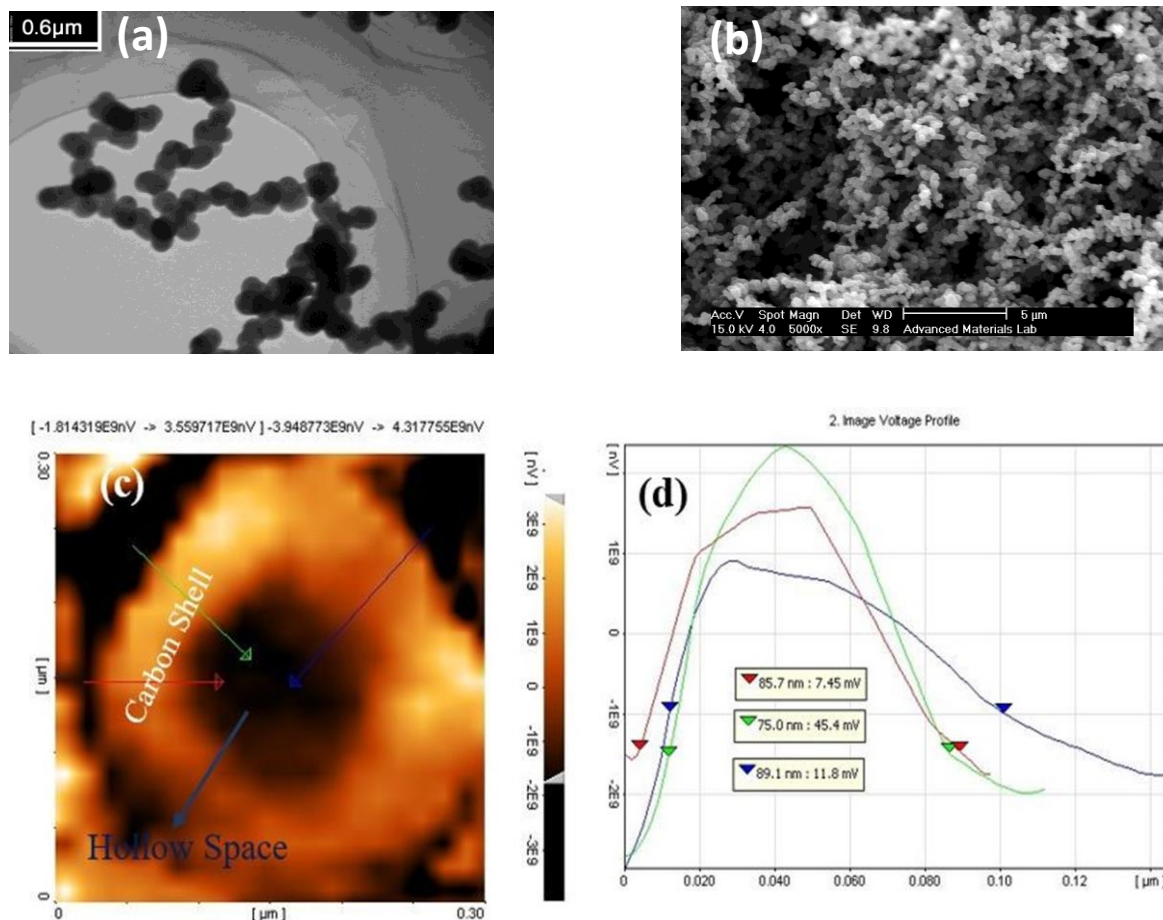 0.6µm
(a)
(b)
Acc.V Spot Magn Det WD 5 µm
15.0 kV 4.0 5000x SE 9.8 Advanced Materials Lab
[ -1.814319E9nV -> 3.559717E9nV ] -3.948773E9nV -> 4.317755E9nV
(c)
0.30
[ µm ]
0
0
[ µm ]
0.30
Carbon Shell
Hollow Space
[ nV ]
3E9
2E9
1E9
0
-1E9
-2E9
-3E9
2. Image Voltage Profile
(d)
[ nV ]
1E9
0
-1E9
-2E9
85.7 nm : 7.45 mV
75.0 nm : 45.4 mV
89.1 nm : 11.8 mV
0 0.020 0.040 0.060 0.080 0.10 0.12 [ µm ]